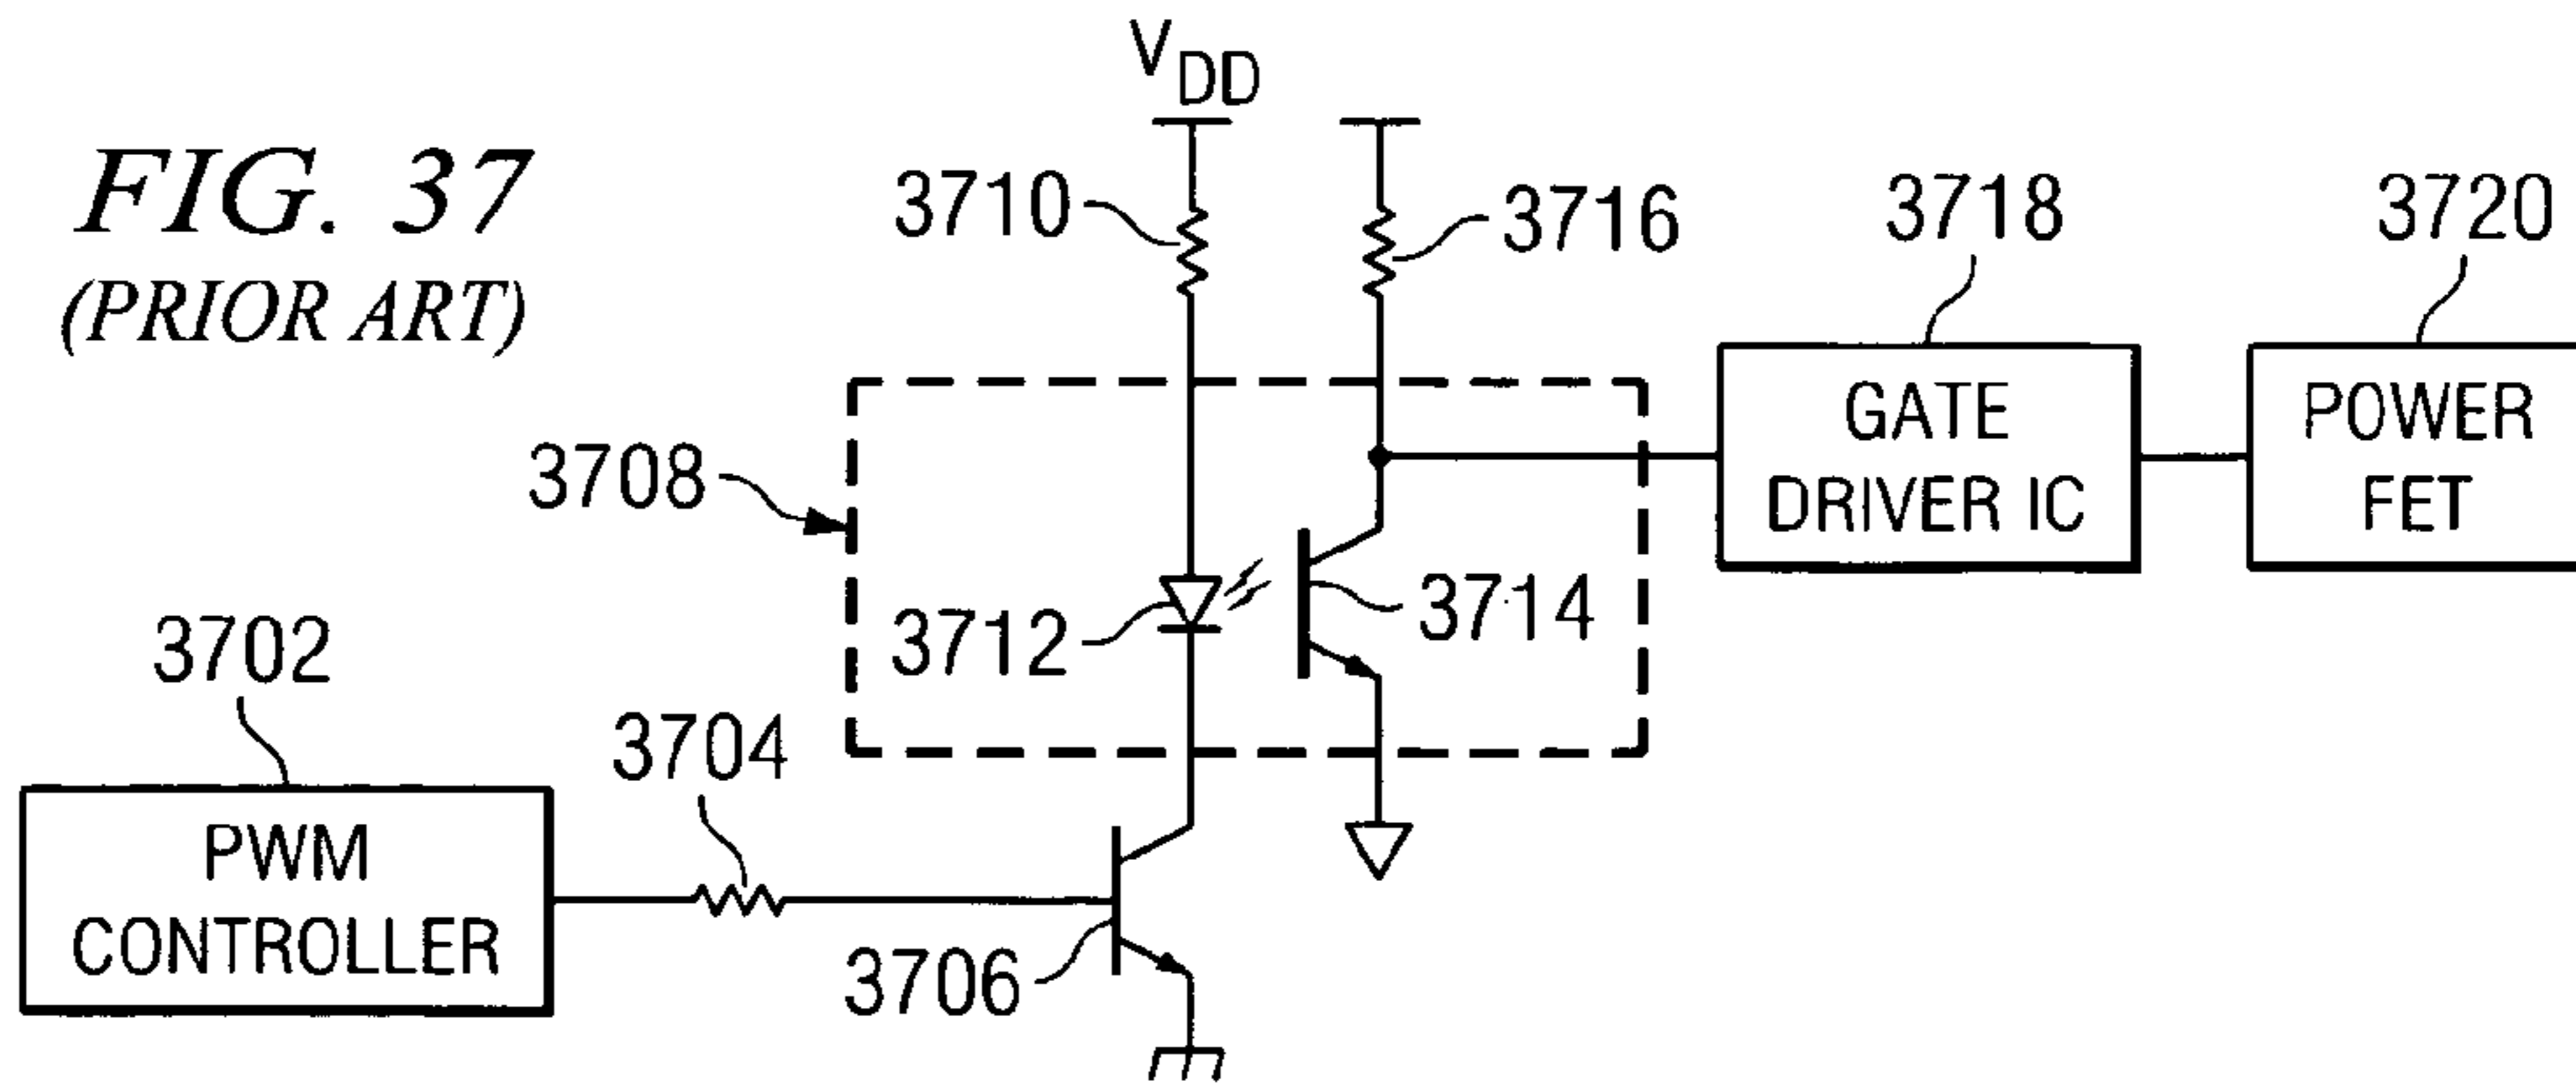 FIG. 37
(PRIOR ART)
VDD
3710
3716
3718
3720
3708
GATE
DRIVER IC
POWER
FET
3712
3714
3702
3704
PWM
CONTROLLER
3706